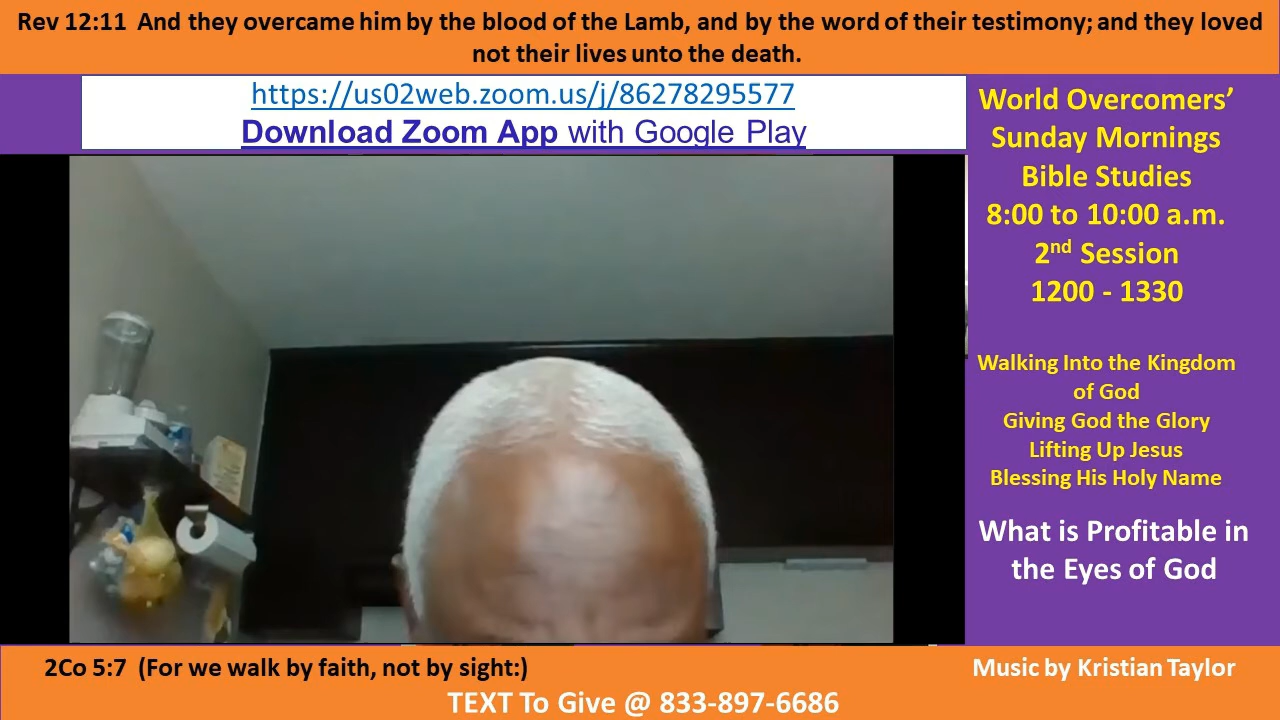 Rev 12:11 And they overcame him by the blood of the Lamb, and by the word of their testimony; and they loved
not their lives unto the death.
https://us02web.zoom.us/j/86278295577
Download Zoom App with Google Play
World Overcomers’
Sunday Mornings
Bible Studies
8:00 to 10:00 a.m.
2nd Session
1200 - 1330
Walking Into the Kingdom
of God
Giving God the Glory
Lifting Up Jesus
Blessing His Holy Name
What is Profitable in
the Eyes of God
2Co 5:7 (For we walk by faith, not by sight:)
Music by Kristian Taylor
TEXT To Give @ 833-897-6686